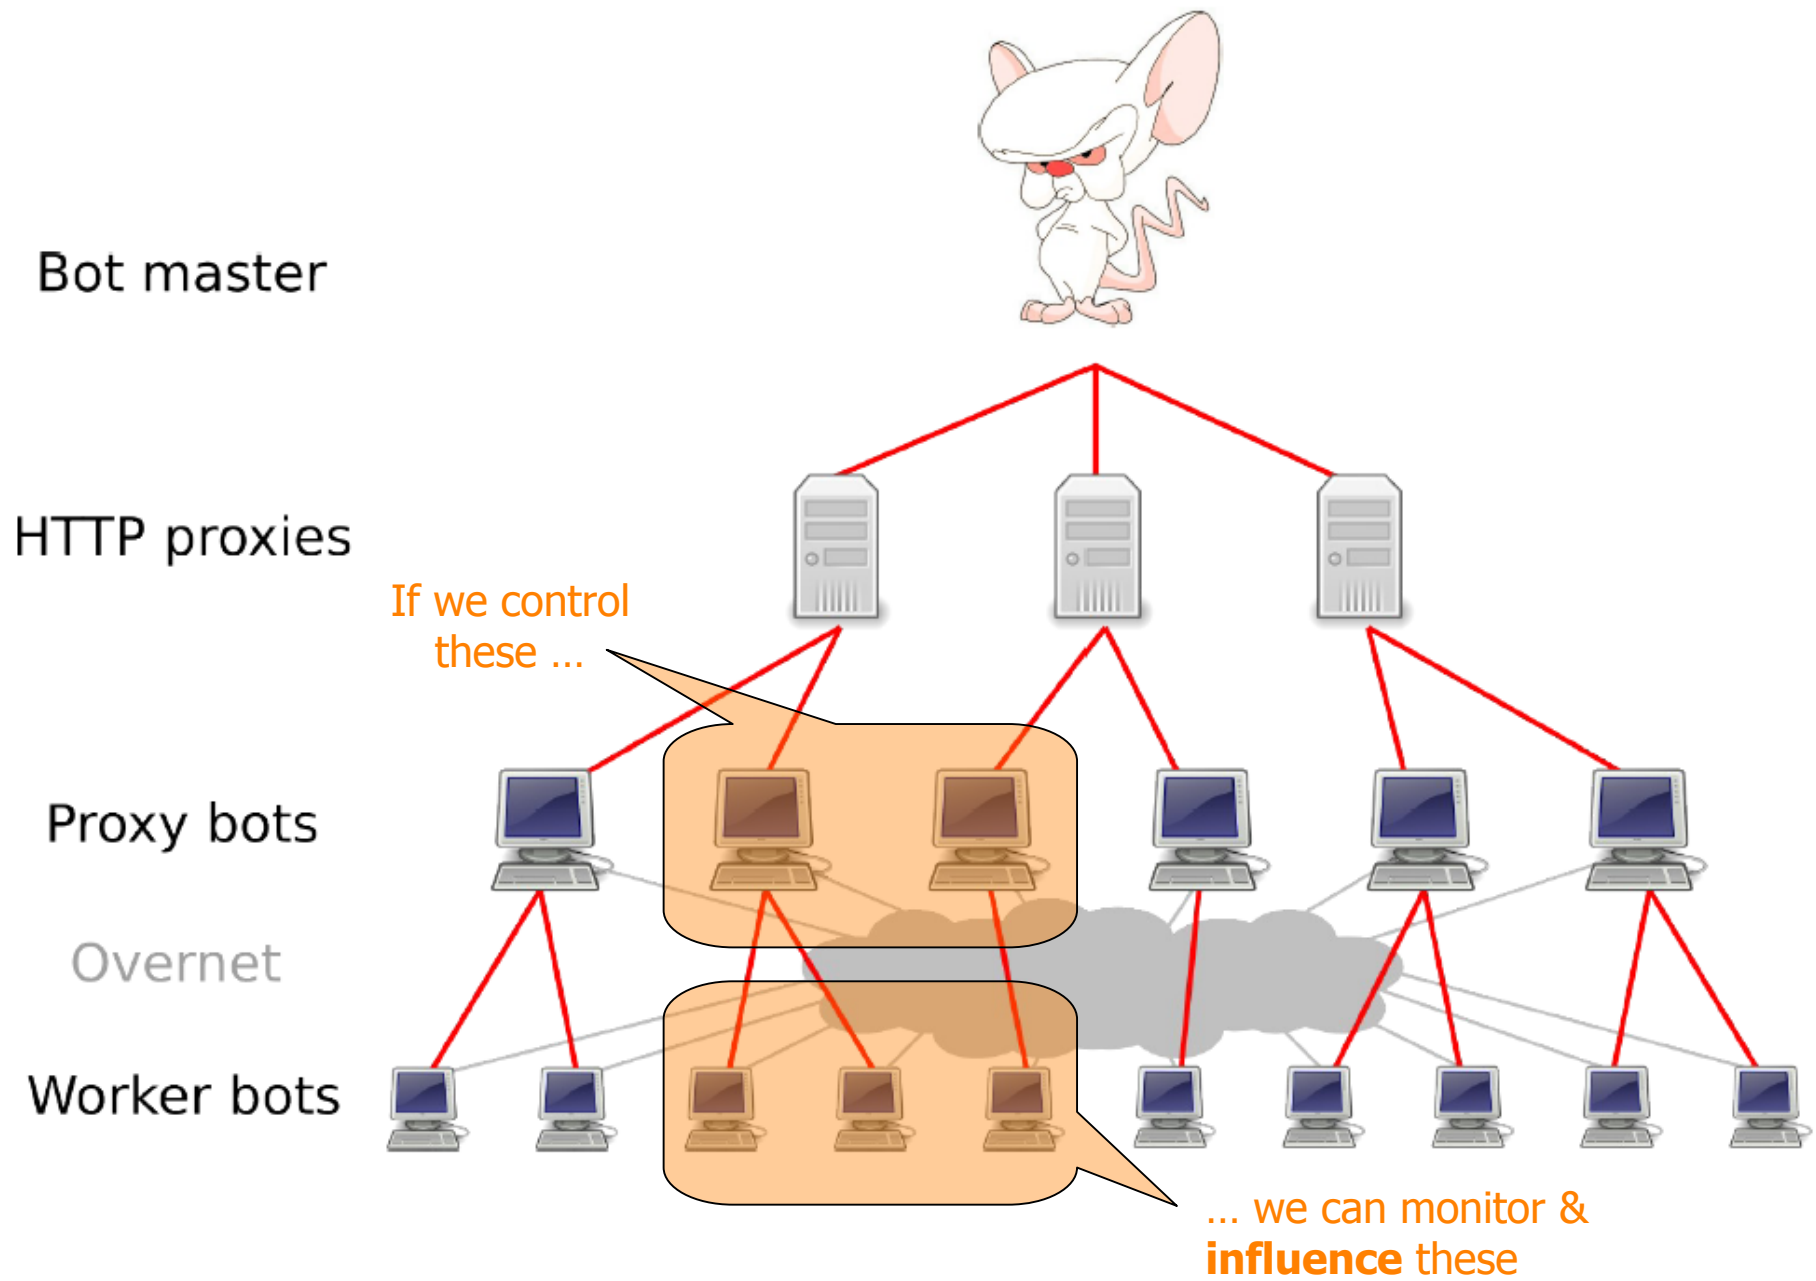 Bot master
HTTP proxies
If we control
these ...
Proxy bots
Overnet
Worker bots
... we can monitor &
influence these